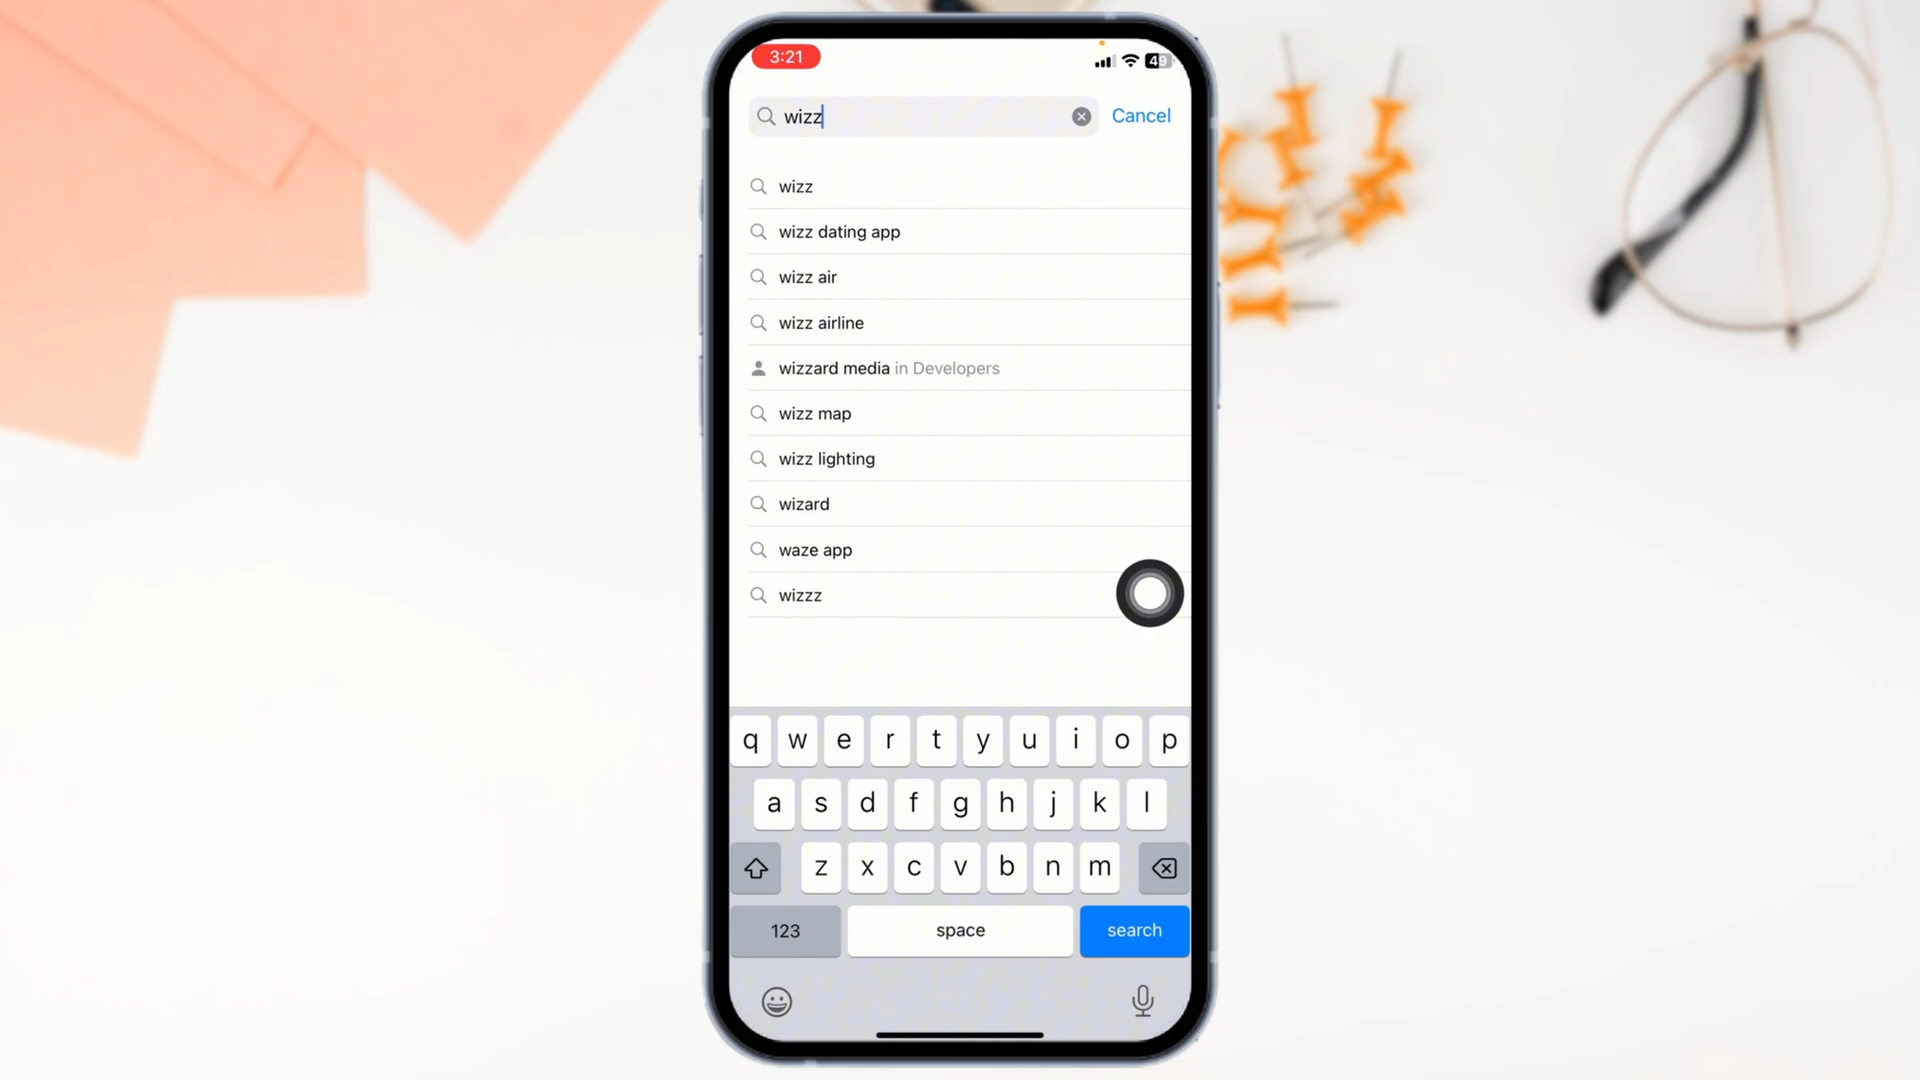 3:21
49
wizz
Cancel
wizz
wizz dating app
wizz air
wizz airline
wizzard media in Developers
wizz map
wizz lighting
wizard
waze app
wizzz
q w e r t y u i o p
a s d f g h j k l
z x c v b n m
123 space search